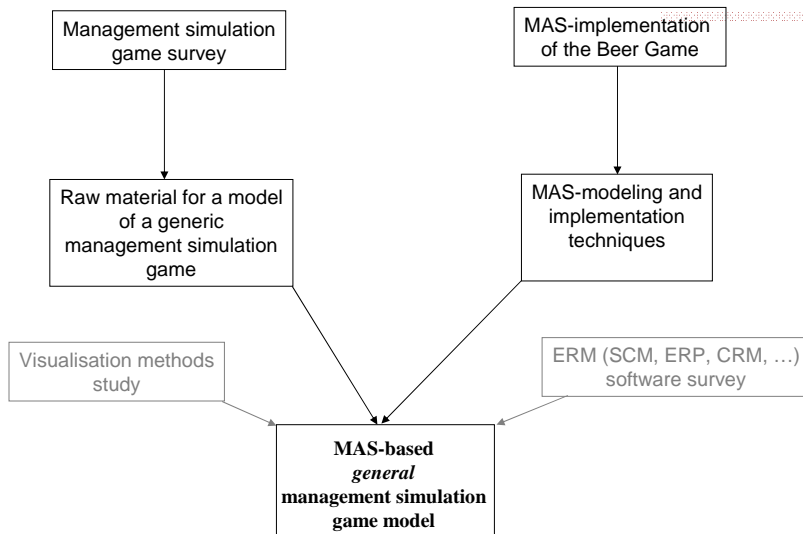 Management simulation
game survey
MAS-implementation
of the Beer Game
Raw material for a model
of a generic
management simulation
game
MAS-modeling and
implementation
techniques
Visualisation methods
study
ERM (SCM, ERP, CRM, …)
software survey
MAS-based
general
management simulation
game model